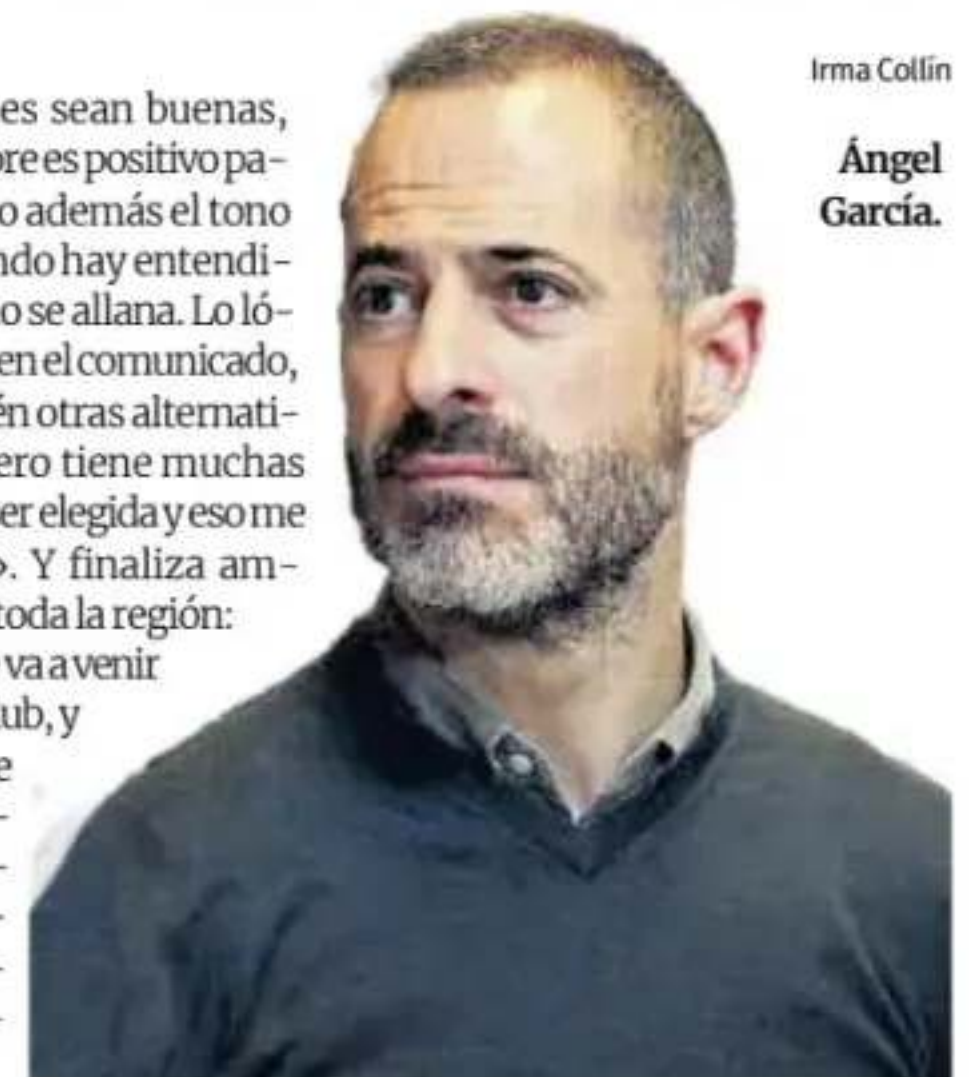 es sean buenas,
re es positivo pa-
o además el tono
ndo hay entendi-
o se allana. Lo ló-
en el comunicado,
én otras alternati-
ero tiene muchas
er elegida y eso me
». Y finaliza am-
toda la región:
va a venir
ub, y
e
-
-
-
-
-
Irma Collín
Ángel
García.